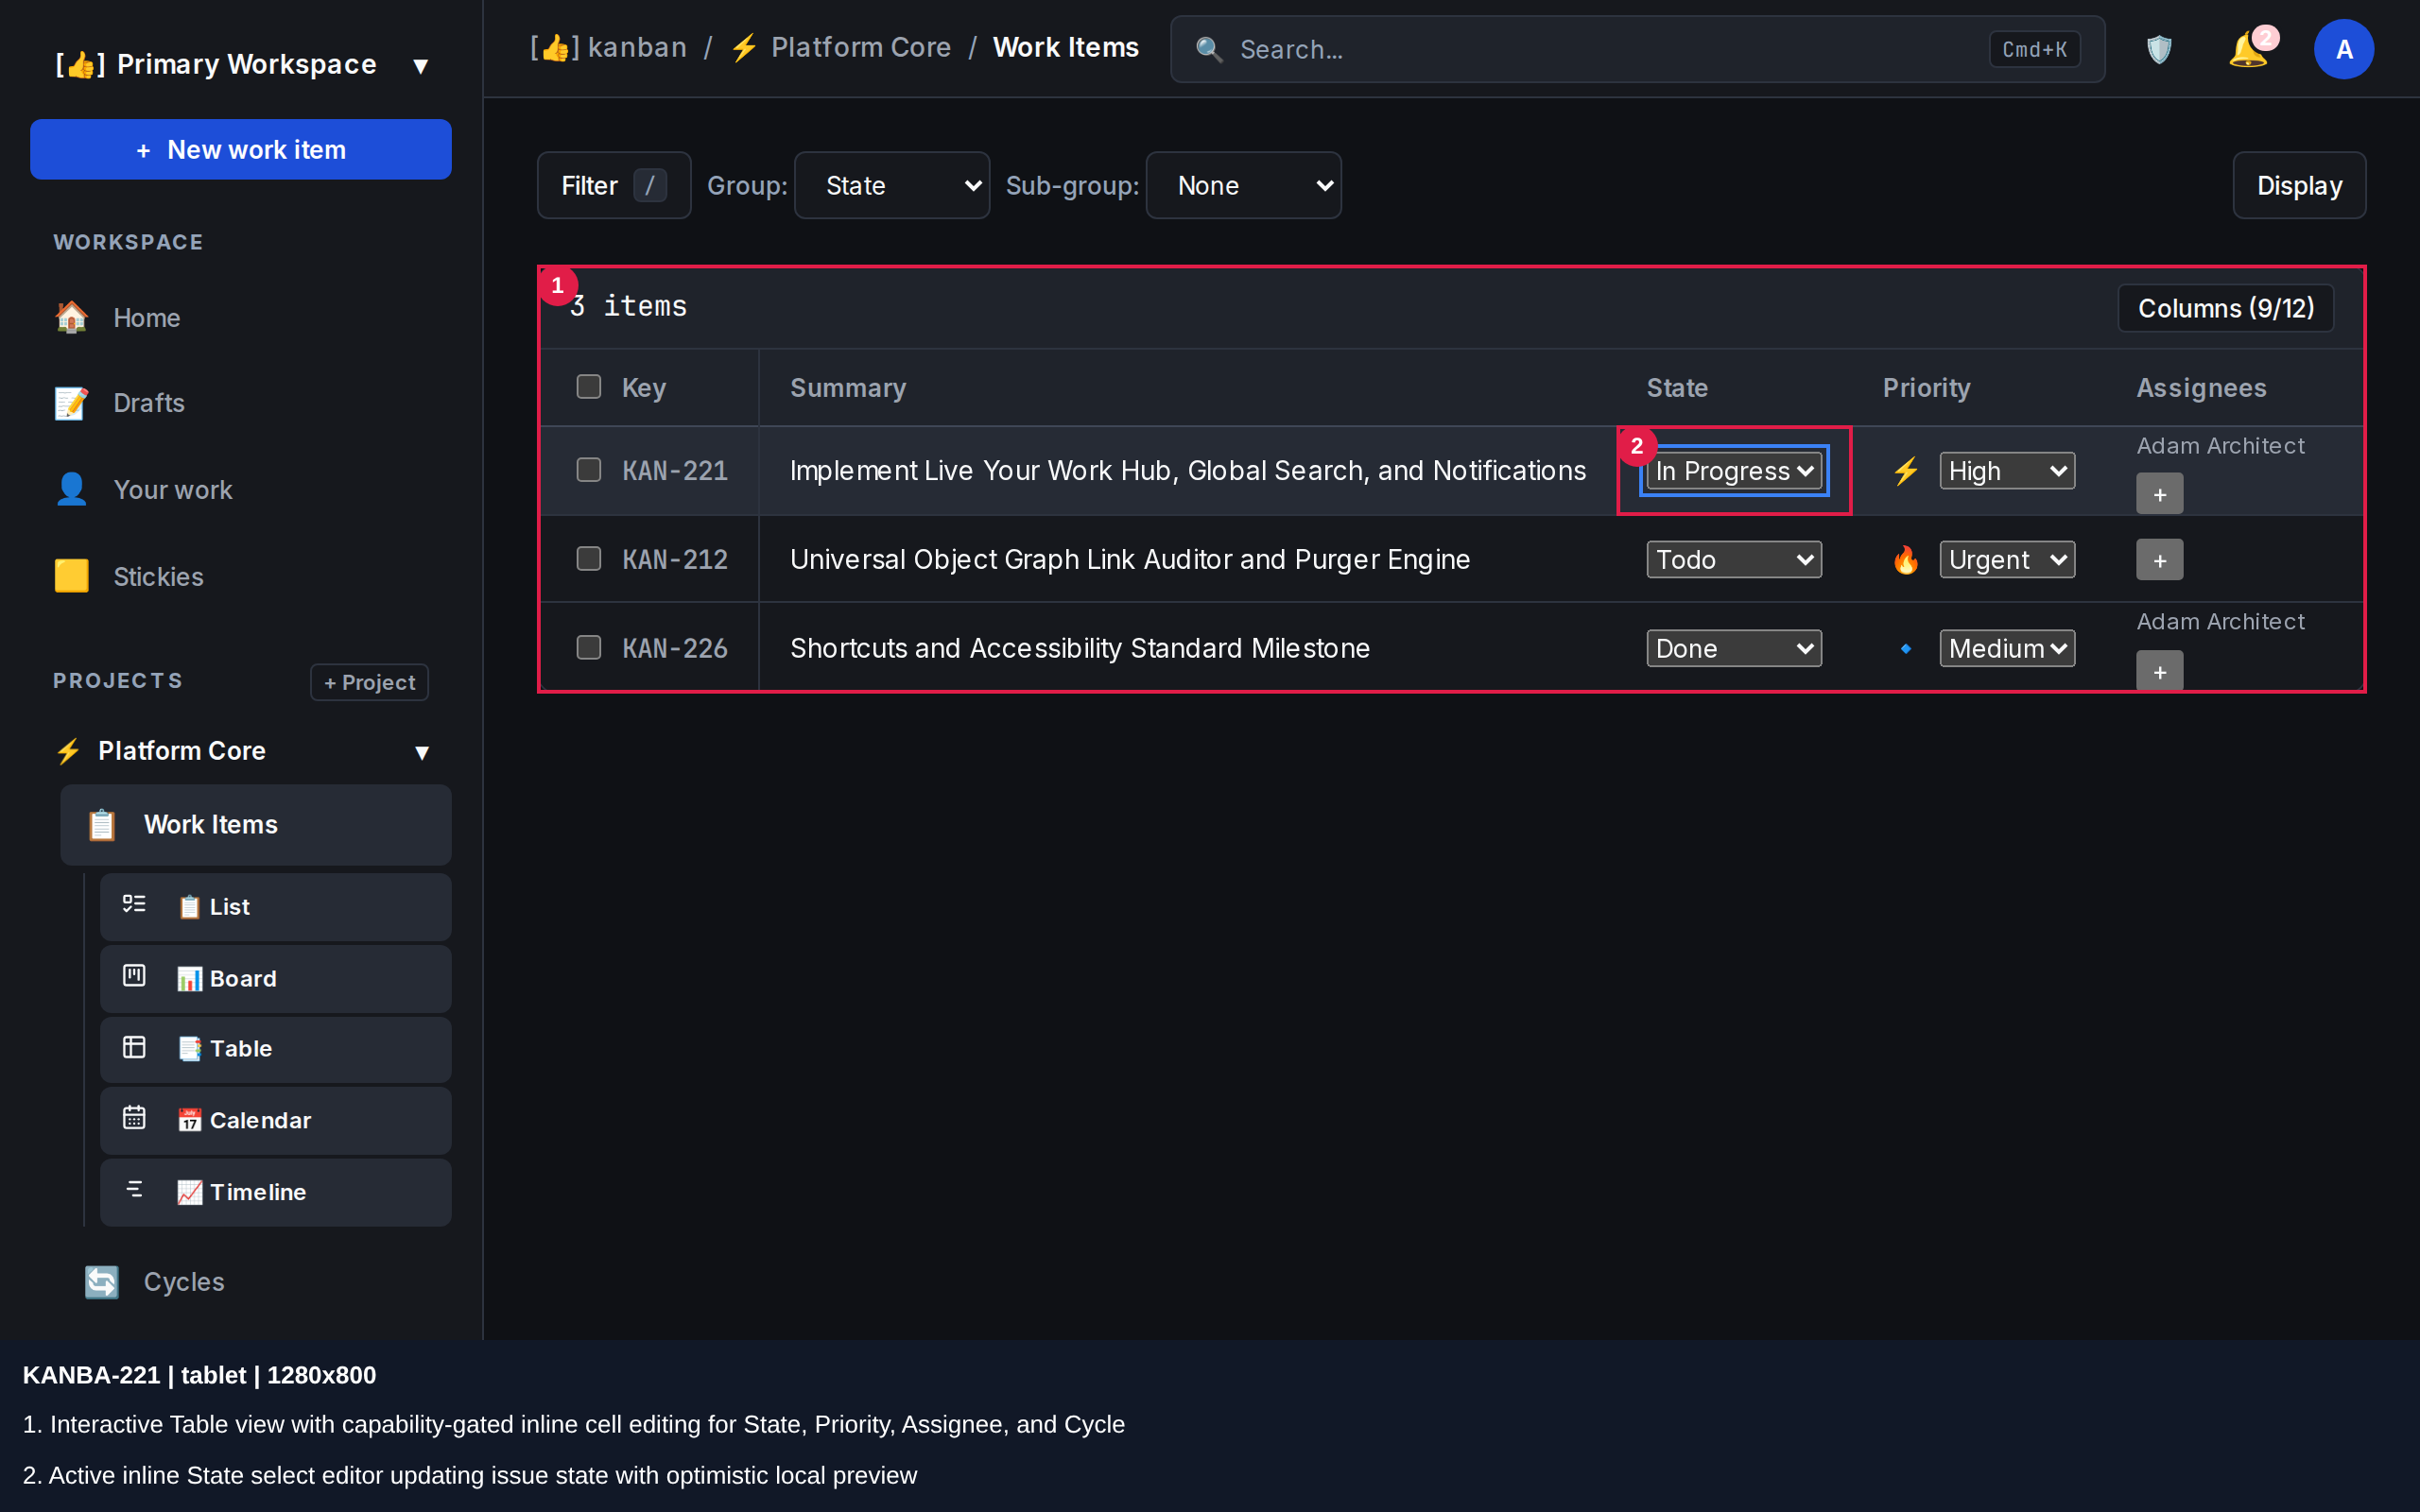 [👍] Primary Workspace ▼
+ New work item
WORKSPACE
Home
Drafts
Your work
Stickies
PROJECTS + Project
⚡ Platform Core ▼
Work Items
List
Board
Table
Calendar
Timeline
Cycles
[👍] kanban / ⚡ Platform Core / Work Items
Search... Cmd+K
2
A
Filter / Group: State Sub-group: None Display
1
3 items Columns (9/12)
Key Summary State Priority Assignees
KAN-221 Implement Live Your Work Hub, Global Search, and Notifications 2 In Progress High Adam Architect +
KAN-212 Universal Object Graph Link Auditor and Purger Engine Todo Urgent +
KAN-226 Shortcuts and Accessibility Standard Milestone Done Medium Adam Architect +
KANBA-221 | tablet | 1280x800
1. Interactive Table view with capability-gated inline cell editing for State, Priority, Assignee, and Cycle
2. Active inline State select editor updating issue state with optimistic local preview